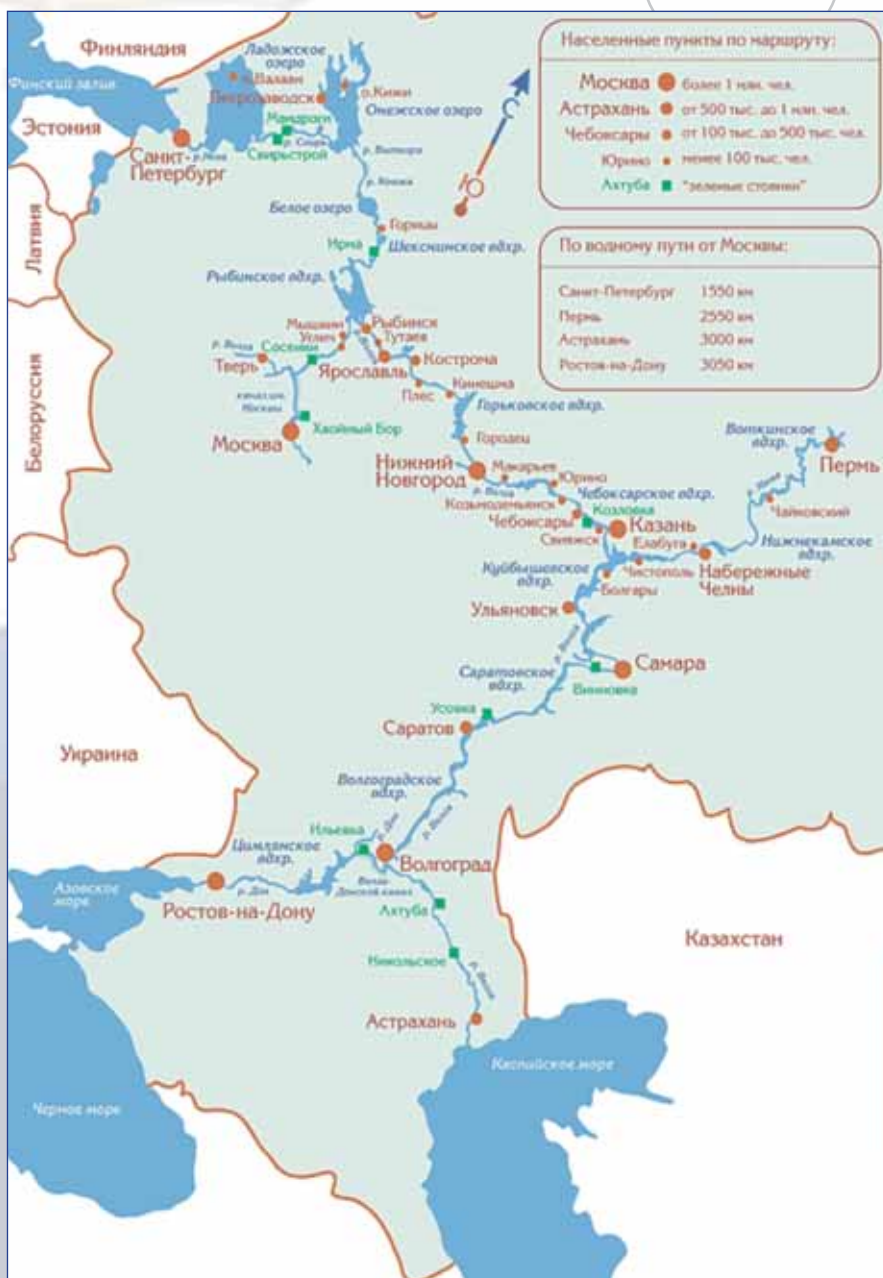 Населенные пункты по маршруту:
Москва более 1 млн. чел.
Астрахань от 500 тыс. до 1 млн. чел.
Чебоксары от 100 тыс. до 500 тыс. чел.
Юрино менее 100 тыс. чел.
Ахтуба "зеленые стоянки"
По водному пути от Москвы:
Санкт-Петербург 1550 км
Пермь 2550 км
Астрахань 3000 км
Ростов-на-Дону 3050 км
С
Ю
Финляндия
Финский залив
Ладожское
озеро
о.Валаам
Петрозаводск
о.Кижи
Онежское озеро
Эстония
Мандроги
р. Свирь
Свирьстрой
Санкт-
Петербург
р. Нева
р. Вытегра
р. Ковжа
Латвия
Белое озеро
Горицы
Ирма
Шекснинское вдхр.
Рыбинское вдхр.
Белоруссия
Мышкин
Углич
Рыбинск
Тутаев
р. Волга
р. Волга
Сосенки
Тверь
Ярославль
Кострома
Плес
Кинешма
Горьковское вдхр.
канал им.
Москвы
Хвойный Бор
Москва
Городец
Нижний
Новгород
Макарьев
р. Волга
Юрино
Козьмодемьянск
Чебоксарское вдхр.
Козловка
Чебоксары
Казань
Свияжск
Воткинское
вдхр.
Пермь
р. Кама
Чайковский
Елабуга
Нижнекамское
вдхр.
Куйбышевское
вдхр.
Чистополь
Набережные
Челны
Болгары
Ульяновск
р. Волга
Самара
Саратовское
вдхр.
Винновка
Усовка
Саратов
Украина
Волгоградское
вдхр.
р. Волга
Ильевка
р. Дон
Цимлянское
вдхр.
Волгоград
Волго-
Донской канал
Азовское
море
р. Дон
Ростов-на-Дону
Ахтуба
Никольское
р. Волга
Казахстан
Астрахань
Каспийское море
Черное море